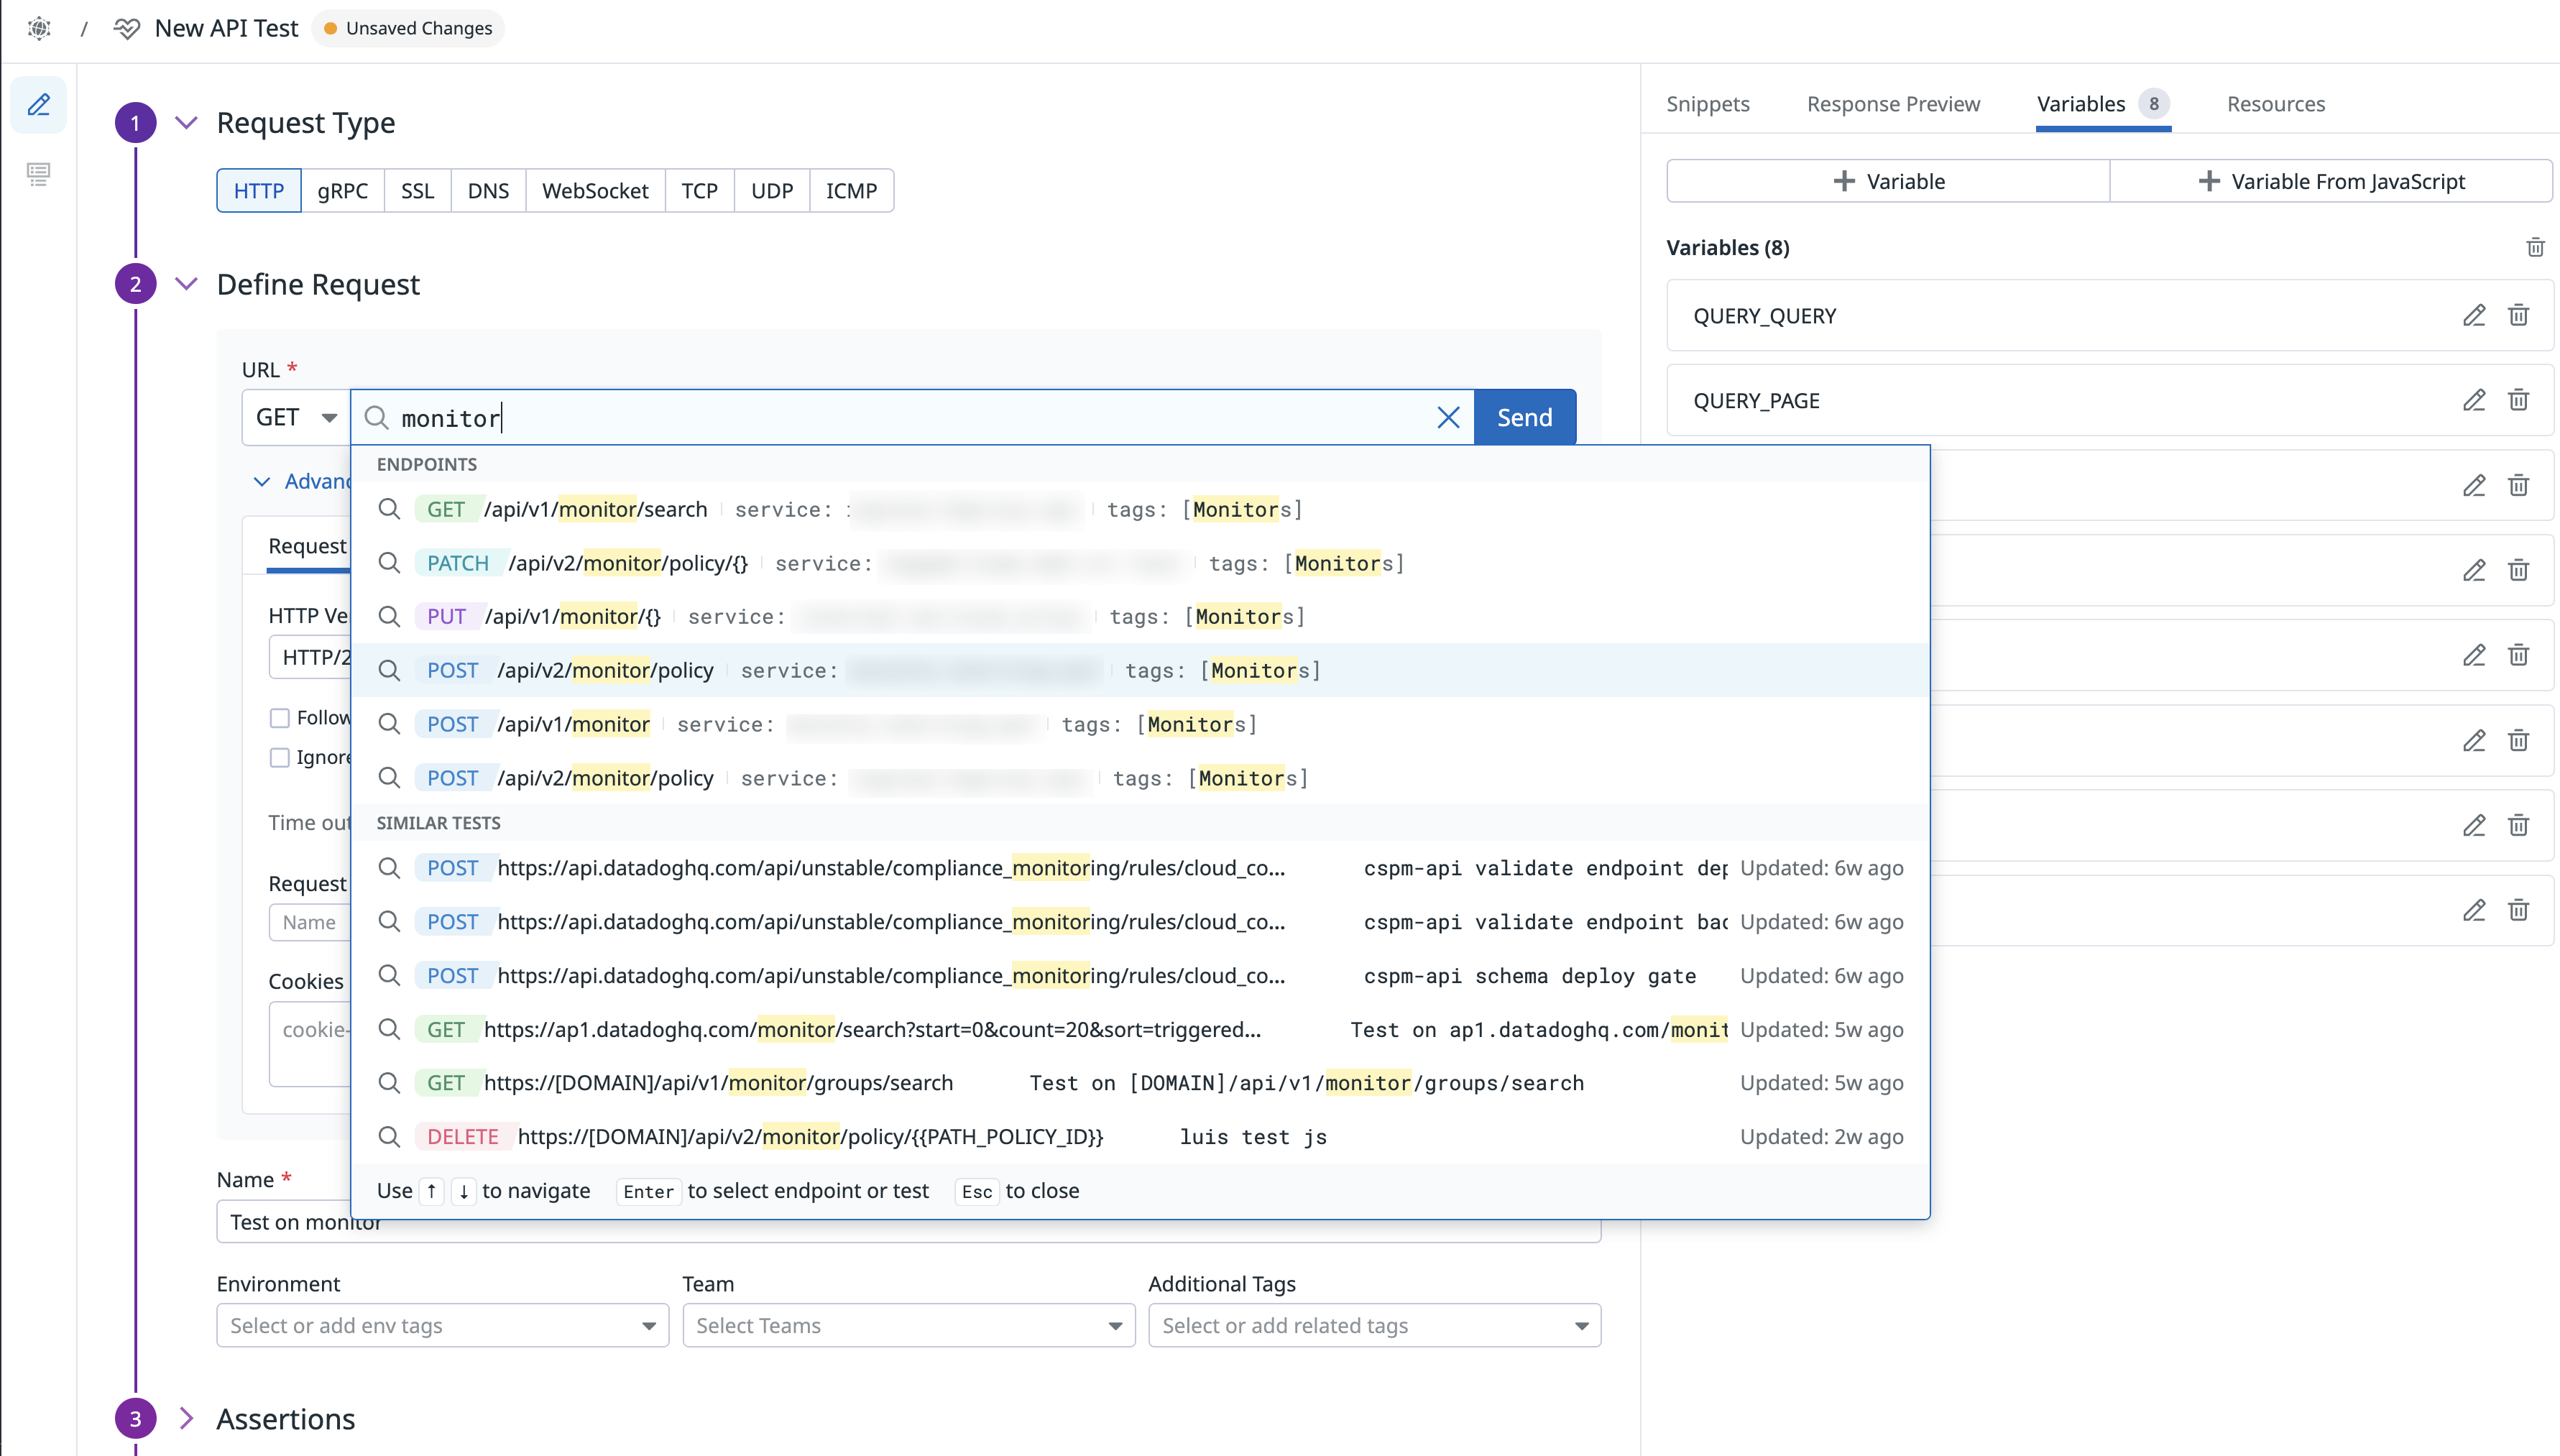 / New API Test Unsaved Changes
1 Request Type
HTTP gRPC SSL DNS WebSocket TCP UDP ICMP
2 Define Request
URL *
GET monitor Send
Advanc
ENDPOINTS
GET /api/v1/monitor/search service: tags: [Monitors]
PATCH /api/v2/monitor/policy/{} service: tags: [Monitors]
PUT /api/v1/monitor/{} service: tags: [Monitors]
POST /api/v2/monitor/policy service: tags: [Monitors]
POST /api/v1/monitor service: tags: [Monitors]
POST /api/v2/monitor/policy service: tags: [Monitors]
SIMILAR TESTS
POST https://api.datadoghq.com/api/unstable/compliance_monitoring/rules/cloud_co... cspm-api validate endpoint dep Updated: 6w ago
POST https://api.datadoghq.com/api/unstable/compliance_monitoring/rules/cloud_co... cspm-api validate endpoint bac Updated: 6w ago
POST https://api.datadoghq.com/api/unstable/compliance_monitoring/rules/cloud_co... cspm-api schema deploy gate Updated: 6w ago
GET https://ap1.datadoghq.com/monitor/search?start=0&count=20&sort=triggered... Test on ap1.datadoghq.com/monit Updated: 5w ago
GET https://[DOMAIN]/api/v1/monitor/groups/search Test on [DOMAIN]/api/v1/monitor/groups/search Updated: 5w ago
DELETE https://[DOMAIN]/api/v2/monitor/policy/{{PATH_POLICY_ID}} luis test js Updated: 2w ago
Use ↑ ↓ to navigate Enter to select endpoint or test Esc to close
Request
HTTP Ve
HTTP/2
Follow
Ignore
Time out
Request
Name
Cookies
cookie-
Name *
Test on monitor
Environment Team Additional Tags
Select or add env tags Select Teams Select or add related tags
3 Assertions
Snippets Response Preview Variables 8 Resources
+ Variable + Variable From JavaScript
Variables (8)
QUERY_QUERY
QUERY_PAGE